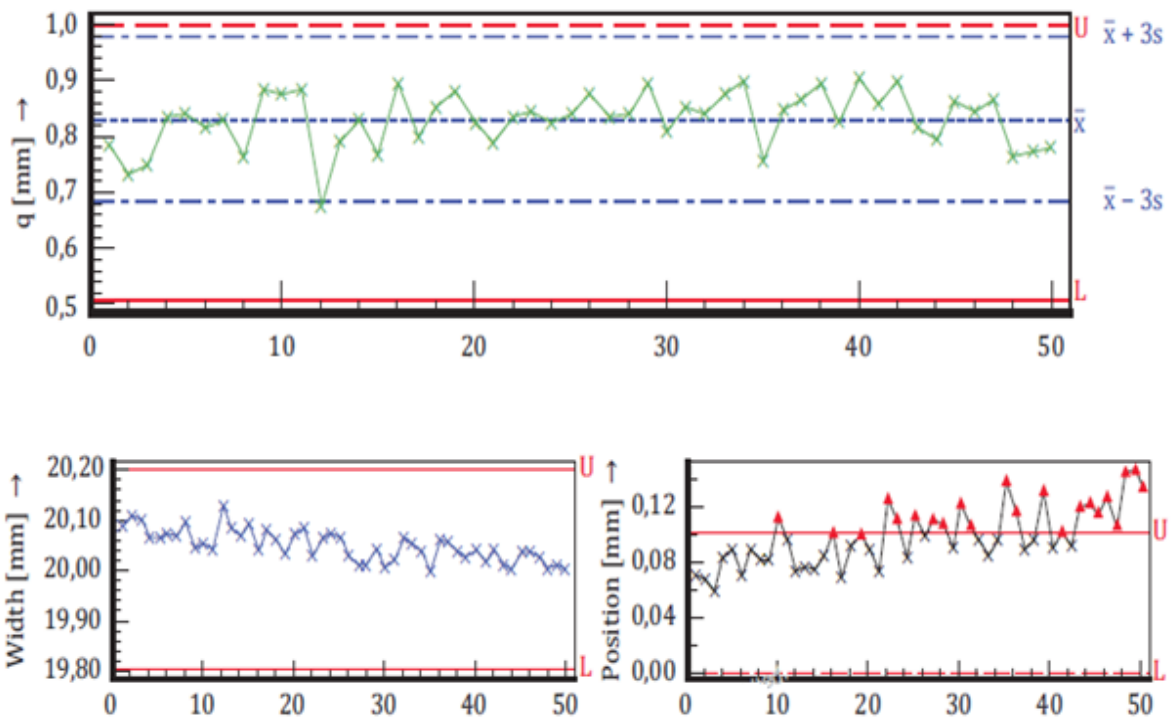 1,0
U
x̄ + 3s
0,9
0,8
x̄
0,7
x̄ − 3s
0,6
0,5
L
q [mm] →
0 10 20 30 40 50
20,20
U
20,10
20,00
19,90
19,80
L
Width [mm] →
0 10 20 30 40 50
0,12
U
0,08
0,04
0,00
L
Position [mm] →
0 10 20 30 40 50